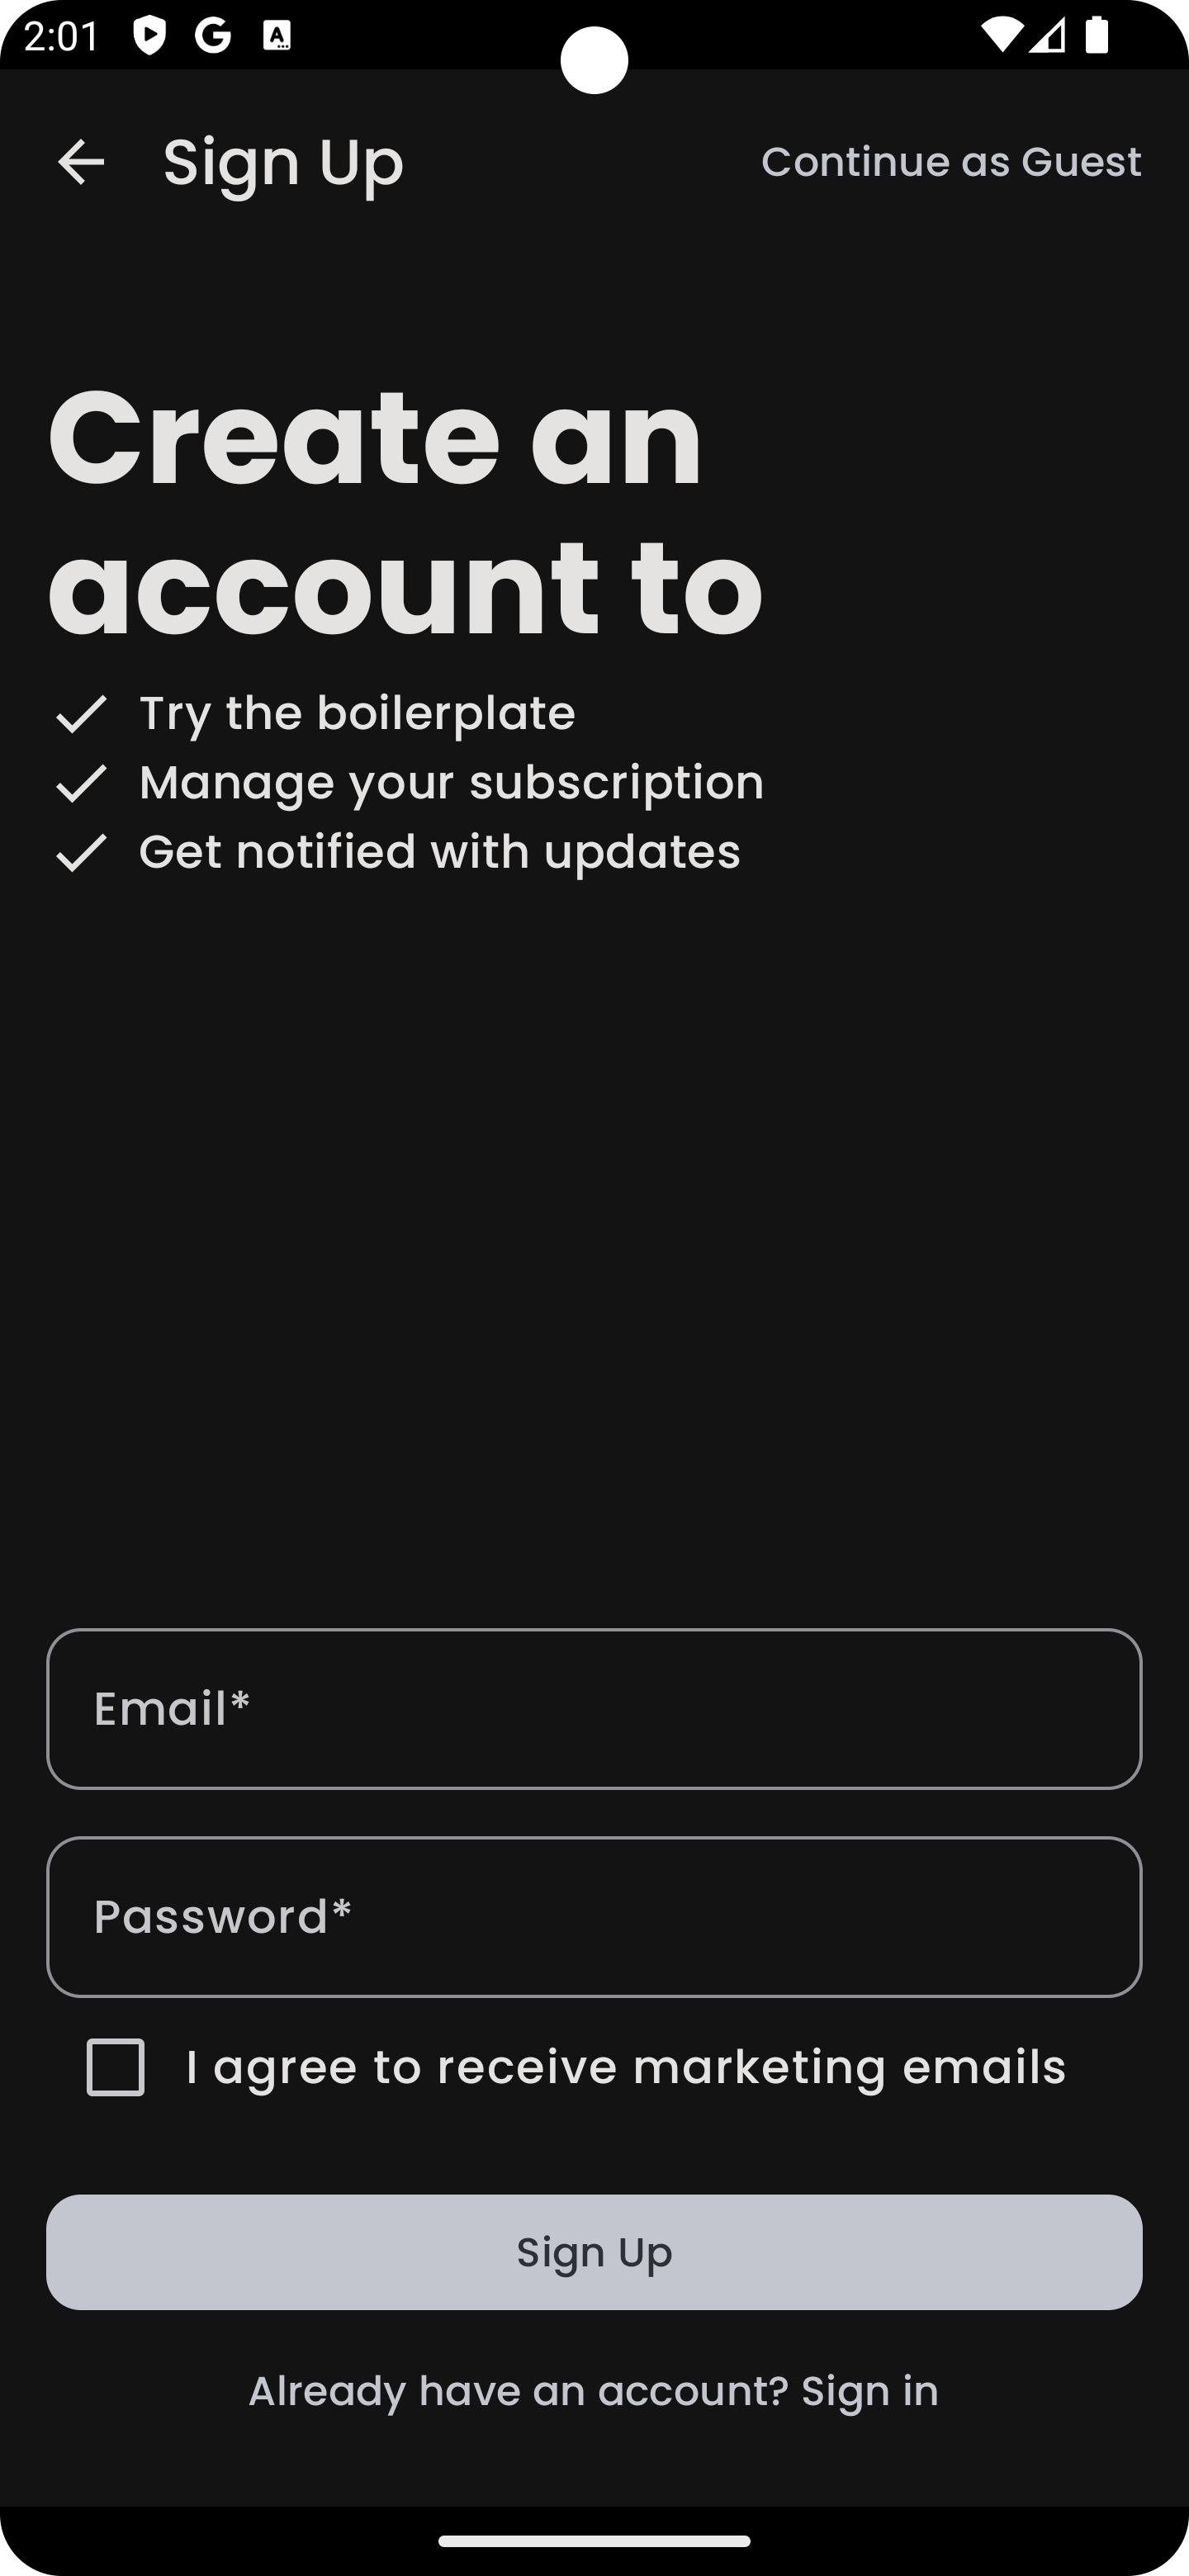 2:01
Sign Up
Continue as Guest
Create an
account to
Try the boilerplate
Manage your subscription
Get notified with updates
Email*
Password*
I agree to receive marketing emails
Sign Up
Already have an account? Sign in